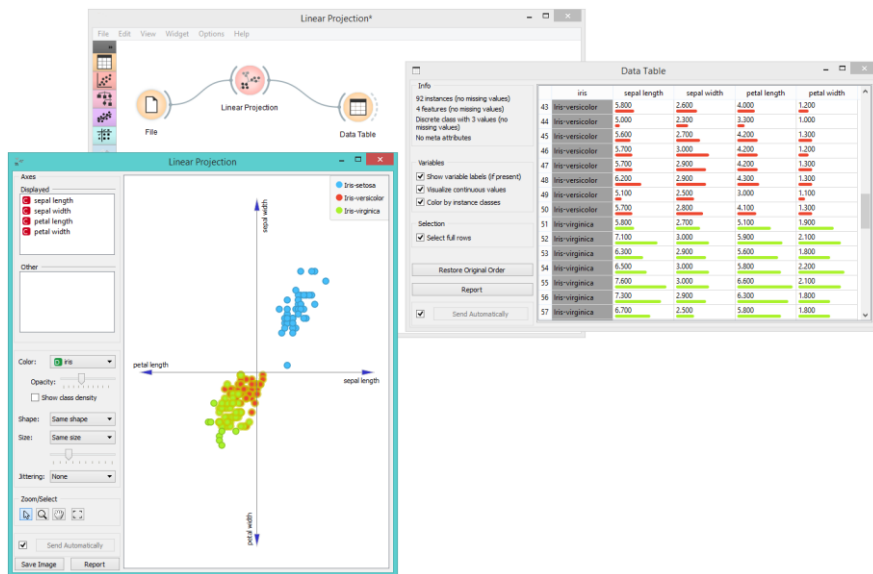 Linear Projection*
File Edit View Widget Options Help
File
Linear Projection
Data Table
Data Table
Info
92 instances (no missing values)
4 features (no missing values)
Discrete class with 3 values (no
missing values)
No meta attributes
Variables
Show variable labels (if present)
Visualize continuous values
Color by instance classes
Selection
Select full rows
Restore Original Order
Report
Send Automatically
iris sepal length sepal width petal length petal width
43 Iris-versicolor 5.800 2.600 4.000 1.200
44 Iris-versicolor 5.000 2.300 3.300 1.000
45 Iris-versicolor 5.600 2.700 4.200 1.300
46 Iris-versicolor 5.700 3.000 4.200 1.200
47 Iris-versicolor 5.700 2.900 4.200 1.300
48 Iris-versicolor 6.200 2.900 4.300 1.300
49 Iris-versicolor 5.100 2.500 3.000 1.100
50 Iris-versicolor 5.700 2.800 4.100 1.300
51 Iris-virginica 5.800 2.700 5.100 1.900
52 Iris-virginica 7.100 3.000 5.900 2.100
53 Iris-virginica 6.300 2.900 5.600 1.800
54 Iris-virginica 6.500 3.000 5.800 2.200
55 Iris-virginica 7.600 3.000 6.600 2.100
56 Iris-virginica 7.300 2.900 6.300 1.800
57 Iris-virginica 6.700 2.500 5.800 1.800
Linear Projection
Axes
Displayed
sepal length
sepal width
petal length
petal width
Other
Color: iris
Opacity:
Show class density
Shape: Same shape
Size: Same size
Jittering: None
Zoom/Select
Send Automatically
Save Image Report
Iris-setosa
Iris-versicolor
Iris-virginica
sepal width
petal length
sepal length
petal width